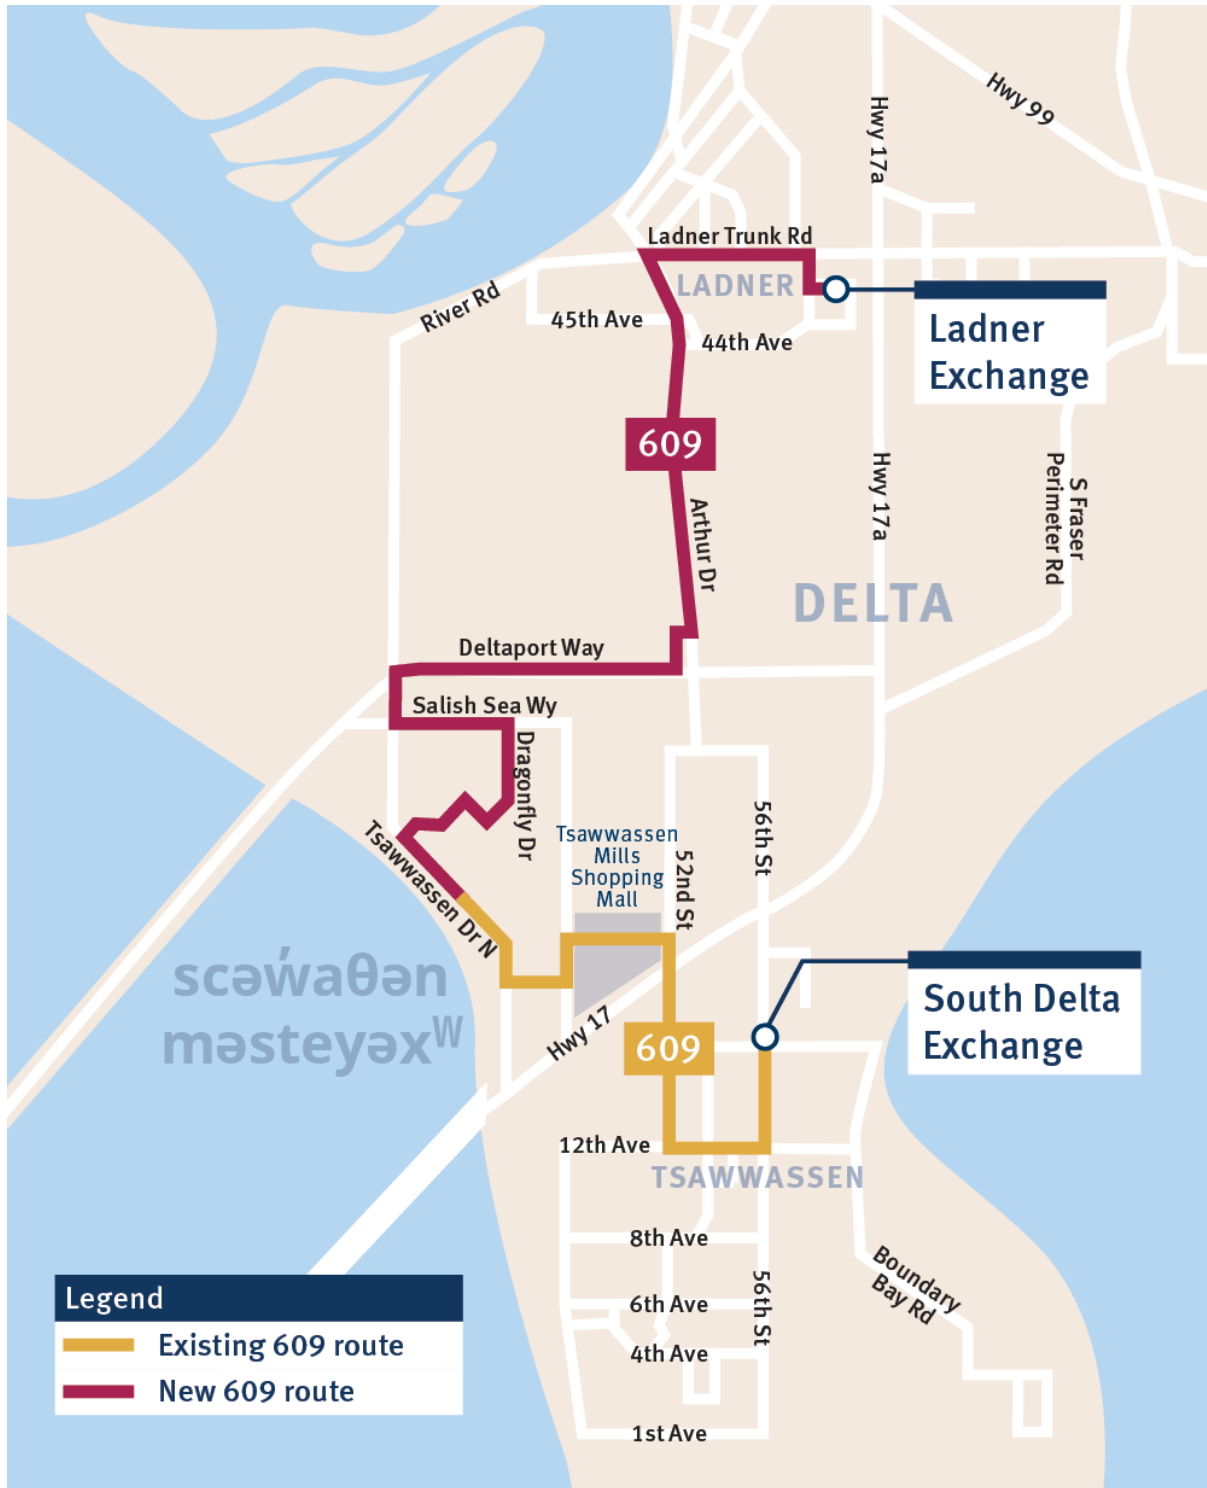 Hwy 99
Hwy 17a
Ladner Trunk Rd
LADNER
River Rd
45th Ave
44th Ave
Ladner
Exchange
609
Hwy 17a
S Fraser
Perimeter Rd
Arthur Dr
DELTA
Deltaport Way
Salish Sea Wy
Dragonfly Dr
Tsawwassen
Mills
Shopping
Mall
52nd St
56th St
Tsawwassen Dr N
scəw̓aθən
məsteyəxᵂ
Hwy 17
609
South Delta
Exchange
12th Ave
TSAWWASSEN
8th Ave
Boundary
Bay Rd
56th St
6th Ave
4th Ave
1st Ave
Legend
Existing 609 route
New 609 route